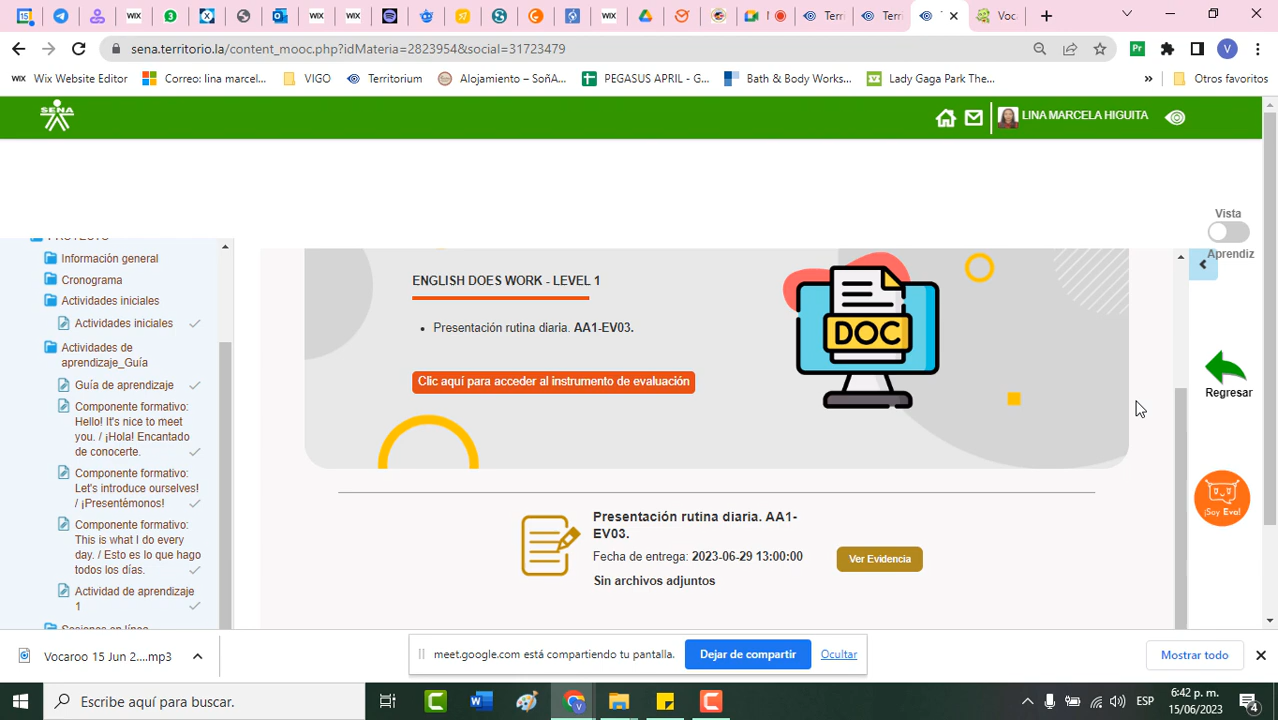 sena.territorio.la/content_mooc.php?idMateria=2823954&social=31723479
Wix Website Editor
Correo: lina marcel...
VIGO
Territorium
Alojamiento – SoñA...
PEGASUS APRIL - G...
Bath & Body Works...
Lady Gaga Park The...
Otros favoritos
SENA
LINA MARCELA HIGUITA
Vista
Aprendiz
Información general
Cronograma
Actividades iniciales
Actividades iniciales
Actividades de
aprendizaje_Guía
Guía de aprendizaje
Componente formativo:
Hello! It's nice to meet
you. / ¡Hola! Encantado
de conocerte.
Componente formativo:
Let's introduce ourselves!
/ ¡Presentémonos!
Componente formativo:
This is what I do every
day. / Esto es lo que hago
todos los días.
Actividad de aprendizaje
1
ENGLISH DOES WORK - LEVEL 1
Presentación rutina diaria. AA1-EV03.
Clic aquí para acceder al instrumento de evaluación
DOC
Regresar
¡Soy Eva!
Presentación rutina diaria. AA1-
EV03.
Fecha de entrega: 2023-06-29 13:00:00
Sin archivos adjuntos
Ver Evidencia
Vocaroo 15 Jun 2....mp3
meet.google.com está compartiendo tu pantalla.
Dejar de compartir
Ocultar
Mostrar todo
Escribe aquí para buscar.
ESP
6:42 p. m.
15/06/2023
4